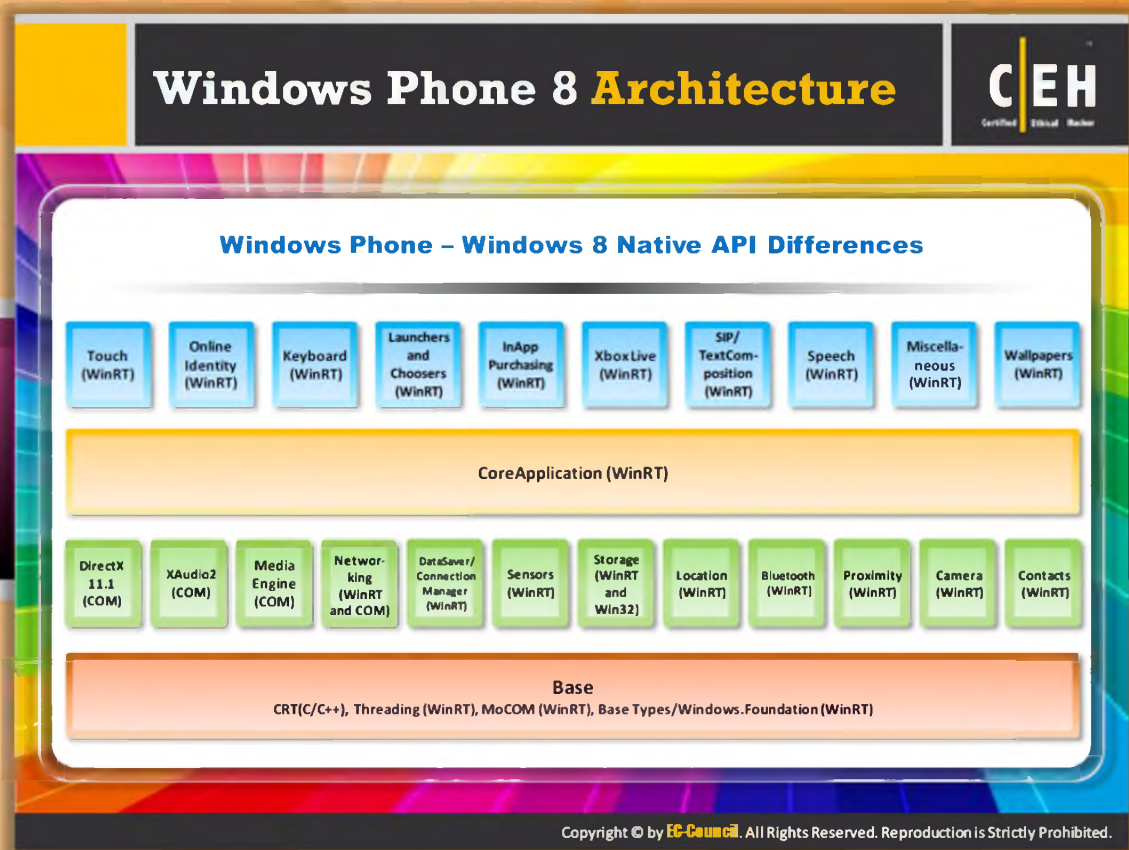 Windows Phone 8 Architecture
CEH
Certified Ethical Hacker
Windows Phone – Windows 8 Native API Differences
Touch
(WinRT)
Online
Identity
(WinRT)
Keyboard
(WinRT)
Launchers
and
Choosers
(WinRT)
InApp
Purchasing
(WinRT)
Xbox Live
(WinRT)
SIP/
TextCom-
position
(WinRT)
Speech
(WinRT)
Miscella-
neous
(WinRT)
Wallpapers
(WinRT)
CoreApplication (WinRT)
DirectX
11.1
(COM)
XAudio2
(COM)
Media
Engine
(COM)
Networ-
king
(WinRT
and COM)
DataSaver/
Connection
Manager
(WinRT)
Sensors
(WinRT)
Storage
(WinRT
and
Win32)
Location
(WinRT)
Bluetooth
(WinRT)
Proximity
(WinRT)
Camera
(WinRT)
Contacts
(WinRT)
Base
CRT(C/C++), Threading (WinRT), MoCOM (WinRT), Base Types/Windows.Foundation (WinRT)
Copyright © by EC-Council. All Rights Reserved. Reproduction is Strictly Prohibited.